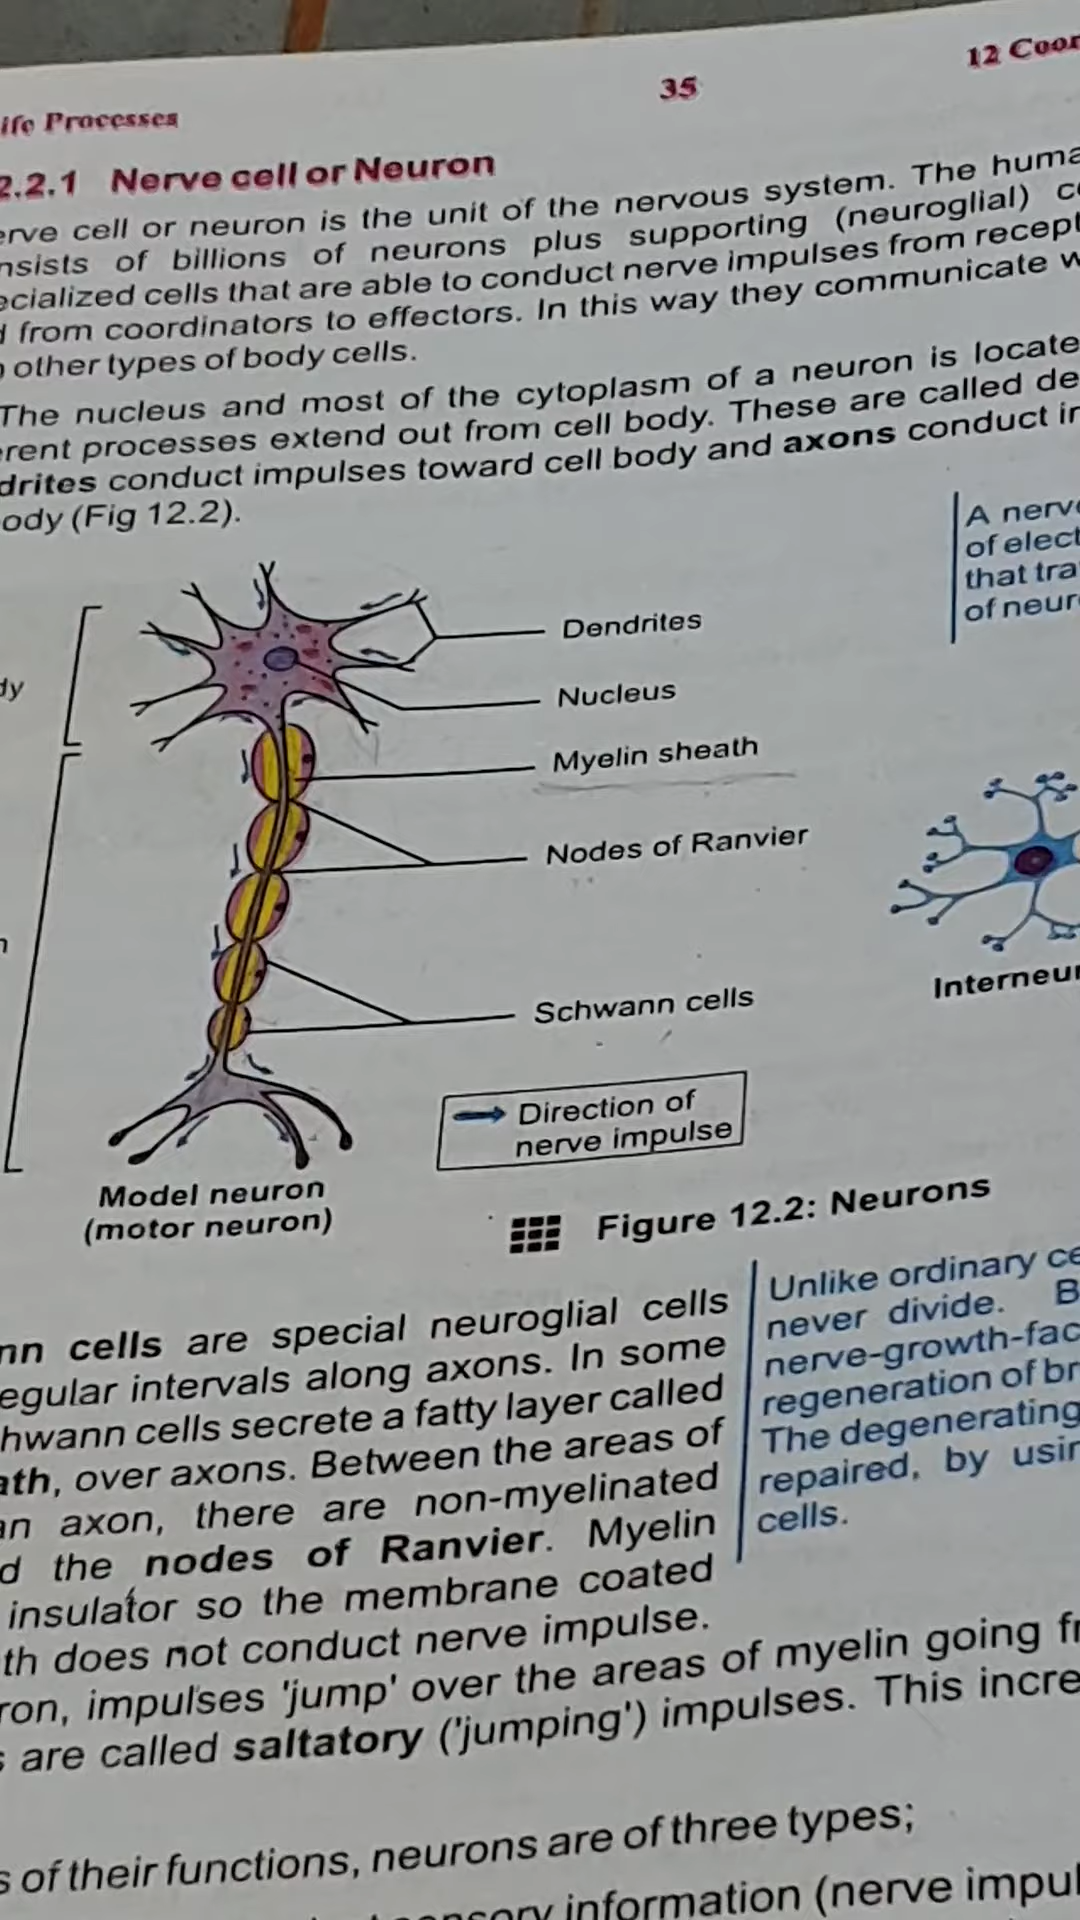 35
12 Coor
ife Processes
2.2.1 Nerve cell or Neuron
erve cell or neuron is the unit of the nervous system. The huma
nsists of billions of neurons plus supporting (neuroglial) ce
ecialized cells that are able to conduct nerve impulses from recept
d from coordinators to effectors. In this way they communicate w
other types of body cells.
The nucleus and most of the cytoplasm of a neuron is locate
erent processes extend out from cell body. These are called de
drites conduct impulses toward cell body and axons conduct in
ody (Fig 12.2).
A nerve
of elect
that tra
of neur
dy
Dendrites
Nucleus
Myelin sheath
Nodes of Ranvier
Schwann cells
Interneur
Direction of
nerve impulse
Model neuron
(motor neuron)
Figure 12.2: Neurons
nn cells are special neuroglial cells
egular intervals along axons. In some
hwann cells secrete a fatty layer called
ath, over axons. Between the areas of
an axon, there are non-myelinated
d the nodes of Ranvier. Myelin
insulator so the membrane coated
th does not conduct nerve impulse.
ron, impulses 'jump' over the areas of myelin going fr
s are called saltatory ('jumping') impulses. This incre
Unlike ordinary ce
never divide. B
nerve-growth-fac
regeneration of br
The degenerating
repaired, by usin
cells.
s of their functions, neurons are of three types;
sensory information (nerve impul